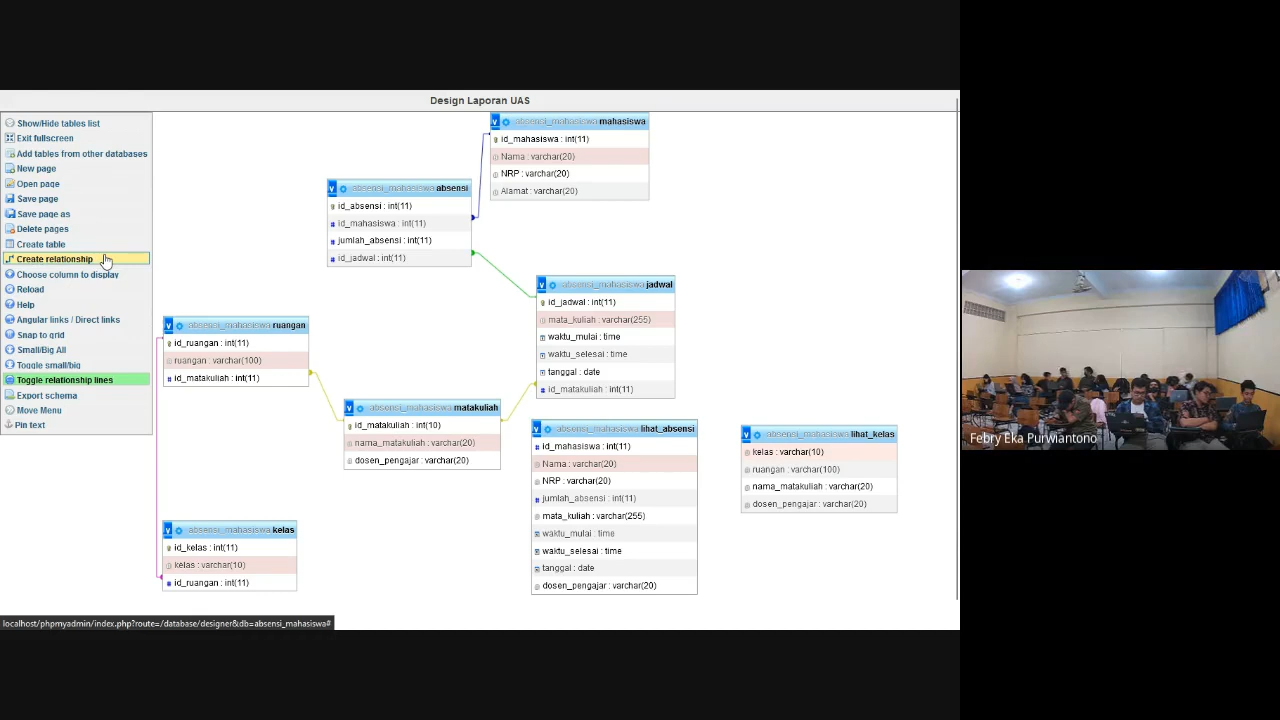 Design Laporan UAS
Show/Hide tables list
Exit fullscreen
Add tables from other databases
New page
Open page
Save page
Save page as
Delete pages
Create table
Create relationship
Choose column to display
Reload
Help
Angular links / Direct links
Snap to grid
Small/Big All
Toggle small/big
Toggle relationship lines
Export schema
Move Menu
Pin text
absensi_mahasiswa mahasiswa
id_mahasiswa : int(11)
Nama : varchar(20)
NRP : varchar(20)
Alamat : varchar(20)
absensi_mahasiswa absensi
id_absensi : int(11)
id_mahasiswa : int(11)
jumlah_absensi : int(11)
id_jadwal : int(11)
absensi_mahasiswa jadwal
id_jadwal : int(11)
mata_kuliah : varchar(255)
waktu_mulai : time
waktu_selesai : time
tanggal : date
id_matakuliah : int(11)
absensi_mahasiswa ruangan
id_ruangan : int(11)
ruangan : varchar(100)
id_matakuliah : int(11)
absensi_mahasiswa matakuliah
id_matakuliah : int(10)
nama_matakuliah : varchar(20)
dosen_pengajar : varchar(20)
absensi_mahasiswa lihat_absensi
id_mahasiswa : int(11)
Nama : varchar(20)
NRP : varchar(20)
jumlah_absensi : int(11)
mata_kuliah : varchar(255)
waktu_mulai : time
waktu_selesai : time
tanggal : date
dosen_pengajar : varchar(20)
absensi_mahasiswa lihat_kelas
kelas : varchar(10)
ruangan : varchar(100)
nama_matakuliah : varchar(20)
dosen_pengajar : varchar(20)
absensi_mahasiswa kelas
id_kelas : int(11)
kelas : varchar(10)
id_ruangan : int(11)
localhost/phpmyadmin/index.php?route=/database/designer&db=absensi_mahasiswa#
Febry Eka Purwiantono